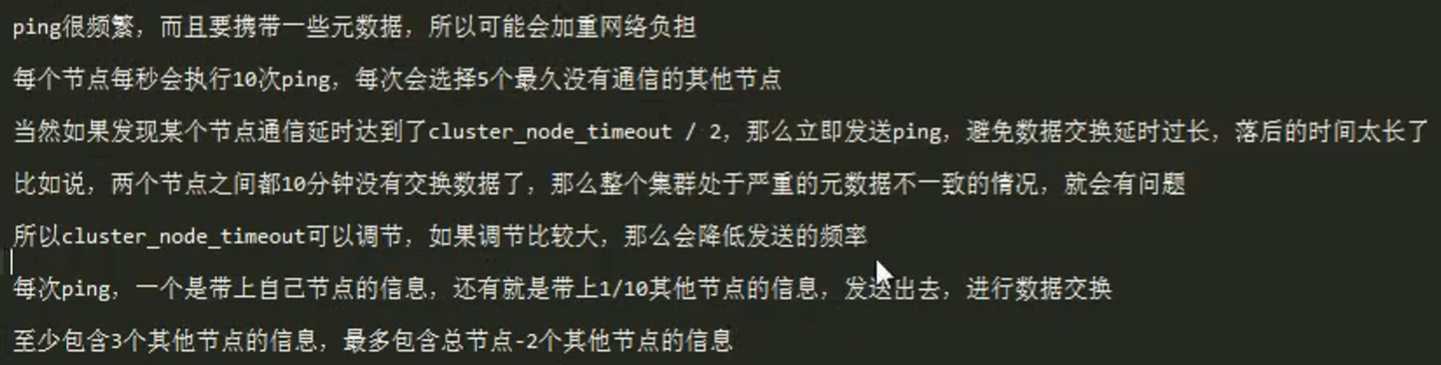 ping很频繁，而且要携带一些元数据，所以可能会加重网络负担
每个节点每秒会执行10次ping，每次会选择5个最久没有通信的其他节点
当然如果发现某个节点通信延时达到了cluster_node_timeout / 2，那么立即发送ping，避免数据交换延时过长，落后的时间太长了
比如说，两个节点之间都10分钟没有交换数据了，那么整个集群处于严重的元数据不一致的情况，就会有问题
所以cluster_node_timeout可以调节，如果调节比较大，那么会降低发送的频率
每次ping，一个是带上自己节点的信息，还有就是带上1/10其他节点的信息，发送出去，进行数据交换
至少包含3个其他节点的信息，最多包含总节点-2个其他节点的信息